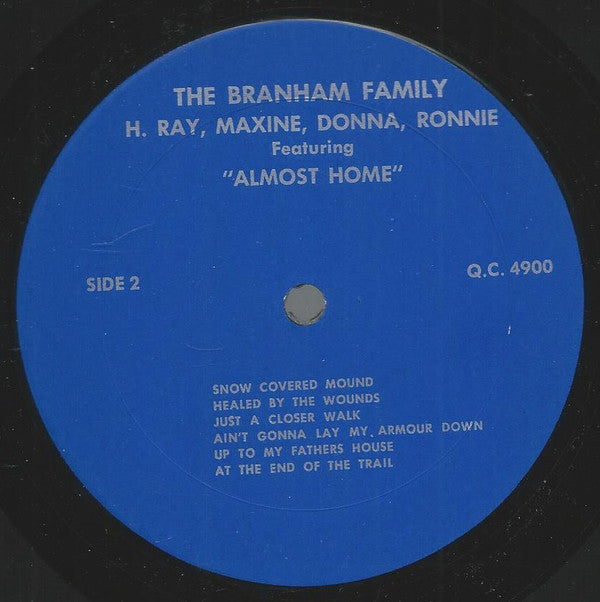 THE BRANHAM FAMILY
H. RAY, MAXINE, DONNA, RONNIE
Featuring
"ALMOST HOME"
SIDE 2
Q.C. 4900
SNOW COVERED MOUND
HEALED BY THE WOUNDS
JUST A CLOSER WALK
AIN'T GONNA LAY MY ARMOUR DOWN
UP TO MY FATHERS HOUSE
AT THE END OF THE TRAIL